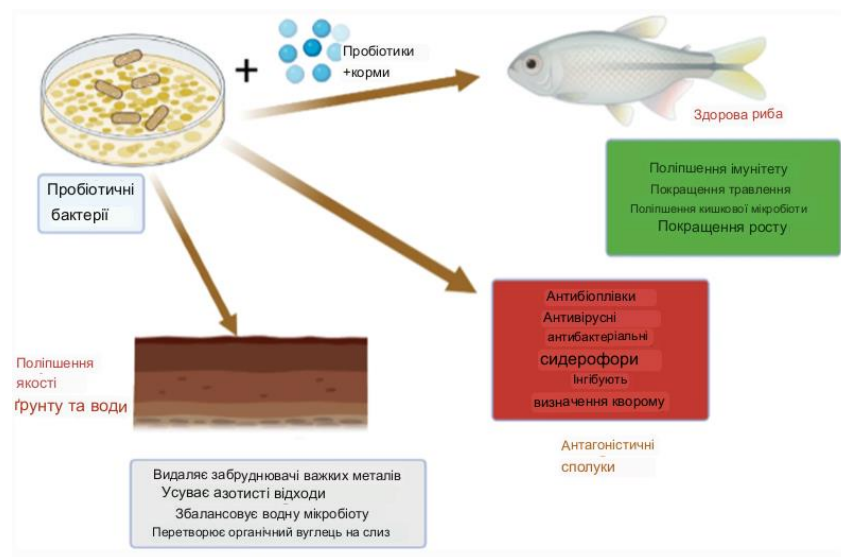 Пробіотики
+корми
Здорова риба
Пробіотичні
бактерії
Поліпшення імунітету
Покращення травлення
Поліпшення кишкової мікробіоти
Покращення росту
Антибіоплівки
Антивірусні
антибактеріальні
сидерофори
Інгібують
визначення кворому
Антагоністичні
сполуки
Поліпшення
якості
ґрунту та води
Видаляє забруднювачі важких металів
Усуває азотисті відходи
Збалансовує водну мікробіоту
Перетворює органічний вуглець на слиз